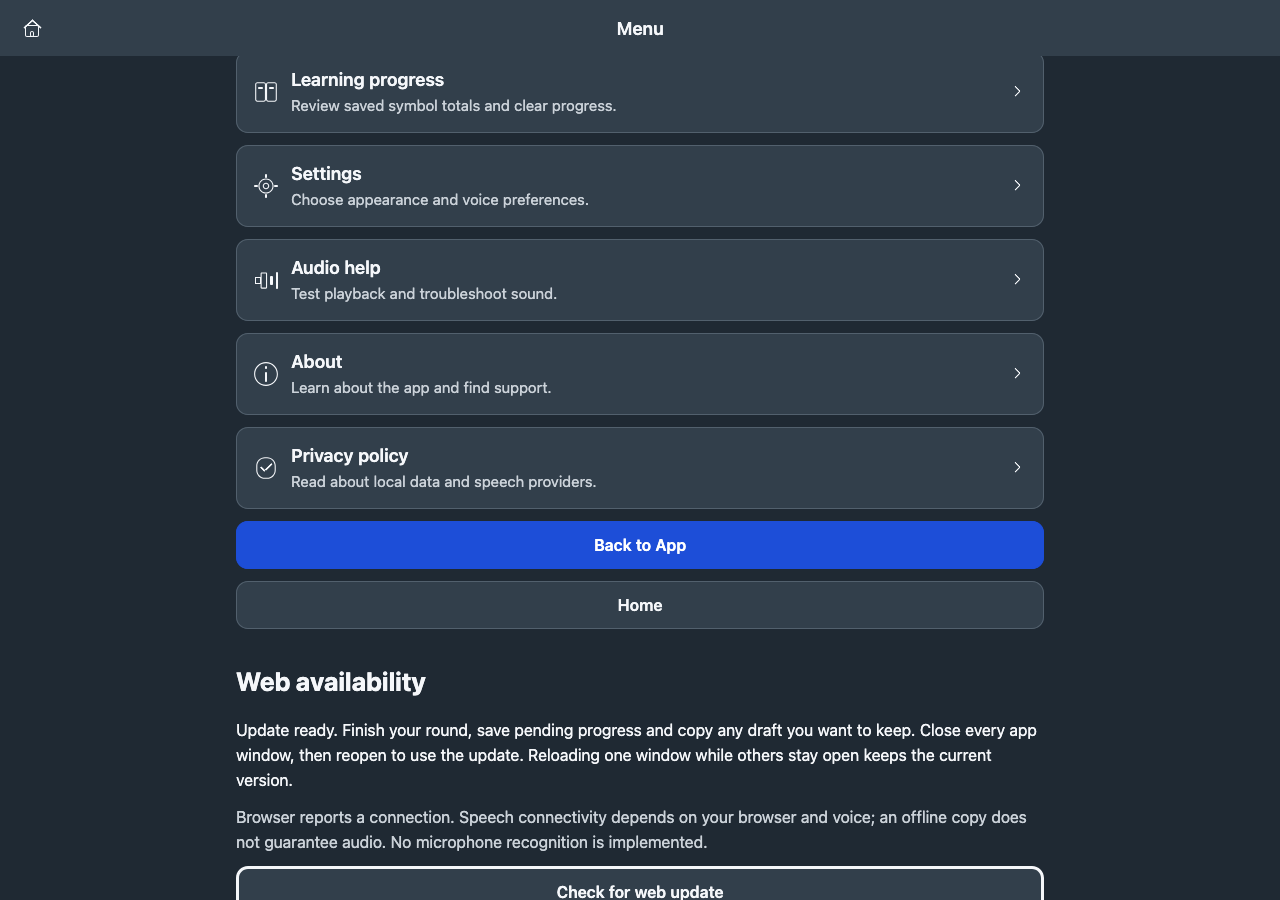 Menu
Learning progress
Review saved symbol totals and clear progress.
Settings
Choose appearance and voice preferences.
Audio help
Test playback and troubleshoot sound.
About
Learn about the app and find support.
Privacy policy
Read about local data and speech providers.
Back to App
Home
Web availability
Update ready. Finish your round, save pending progress and copy any draft you want to keep. Close every app
window, then reopen to use the update. Reloading one window while others stay open keeps the current
version.
Browser reports a connection. Speech connectivity depends on your browser and voice; an offline copy does
not guarantee audio. No microphone recognition is implemented.
Check for web update